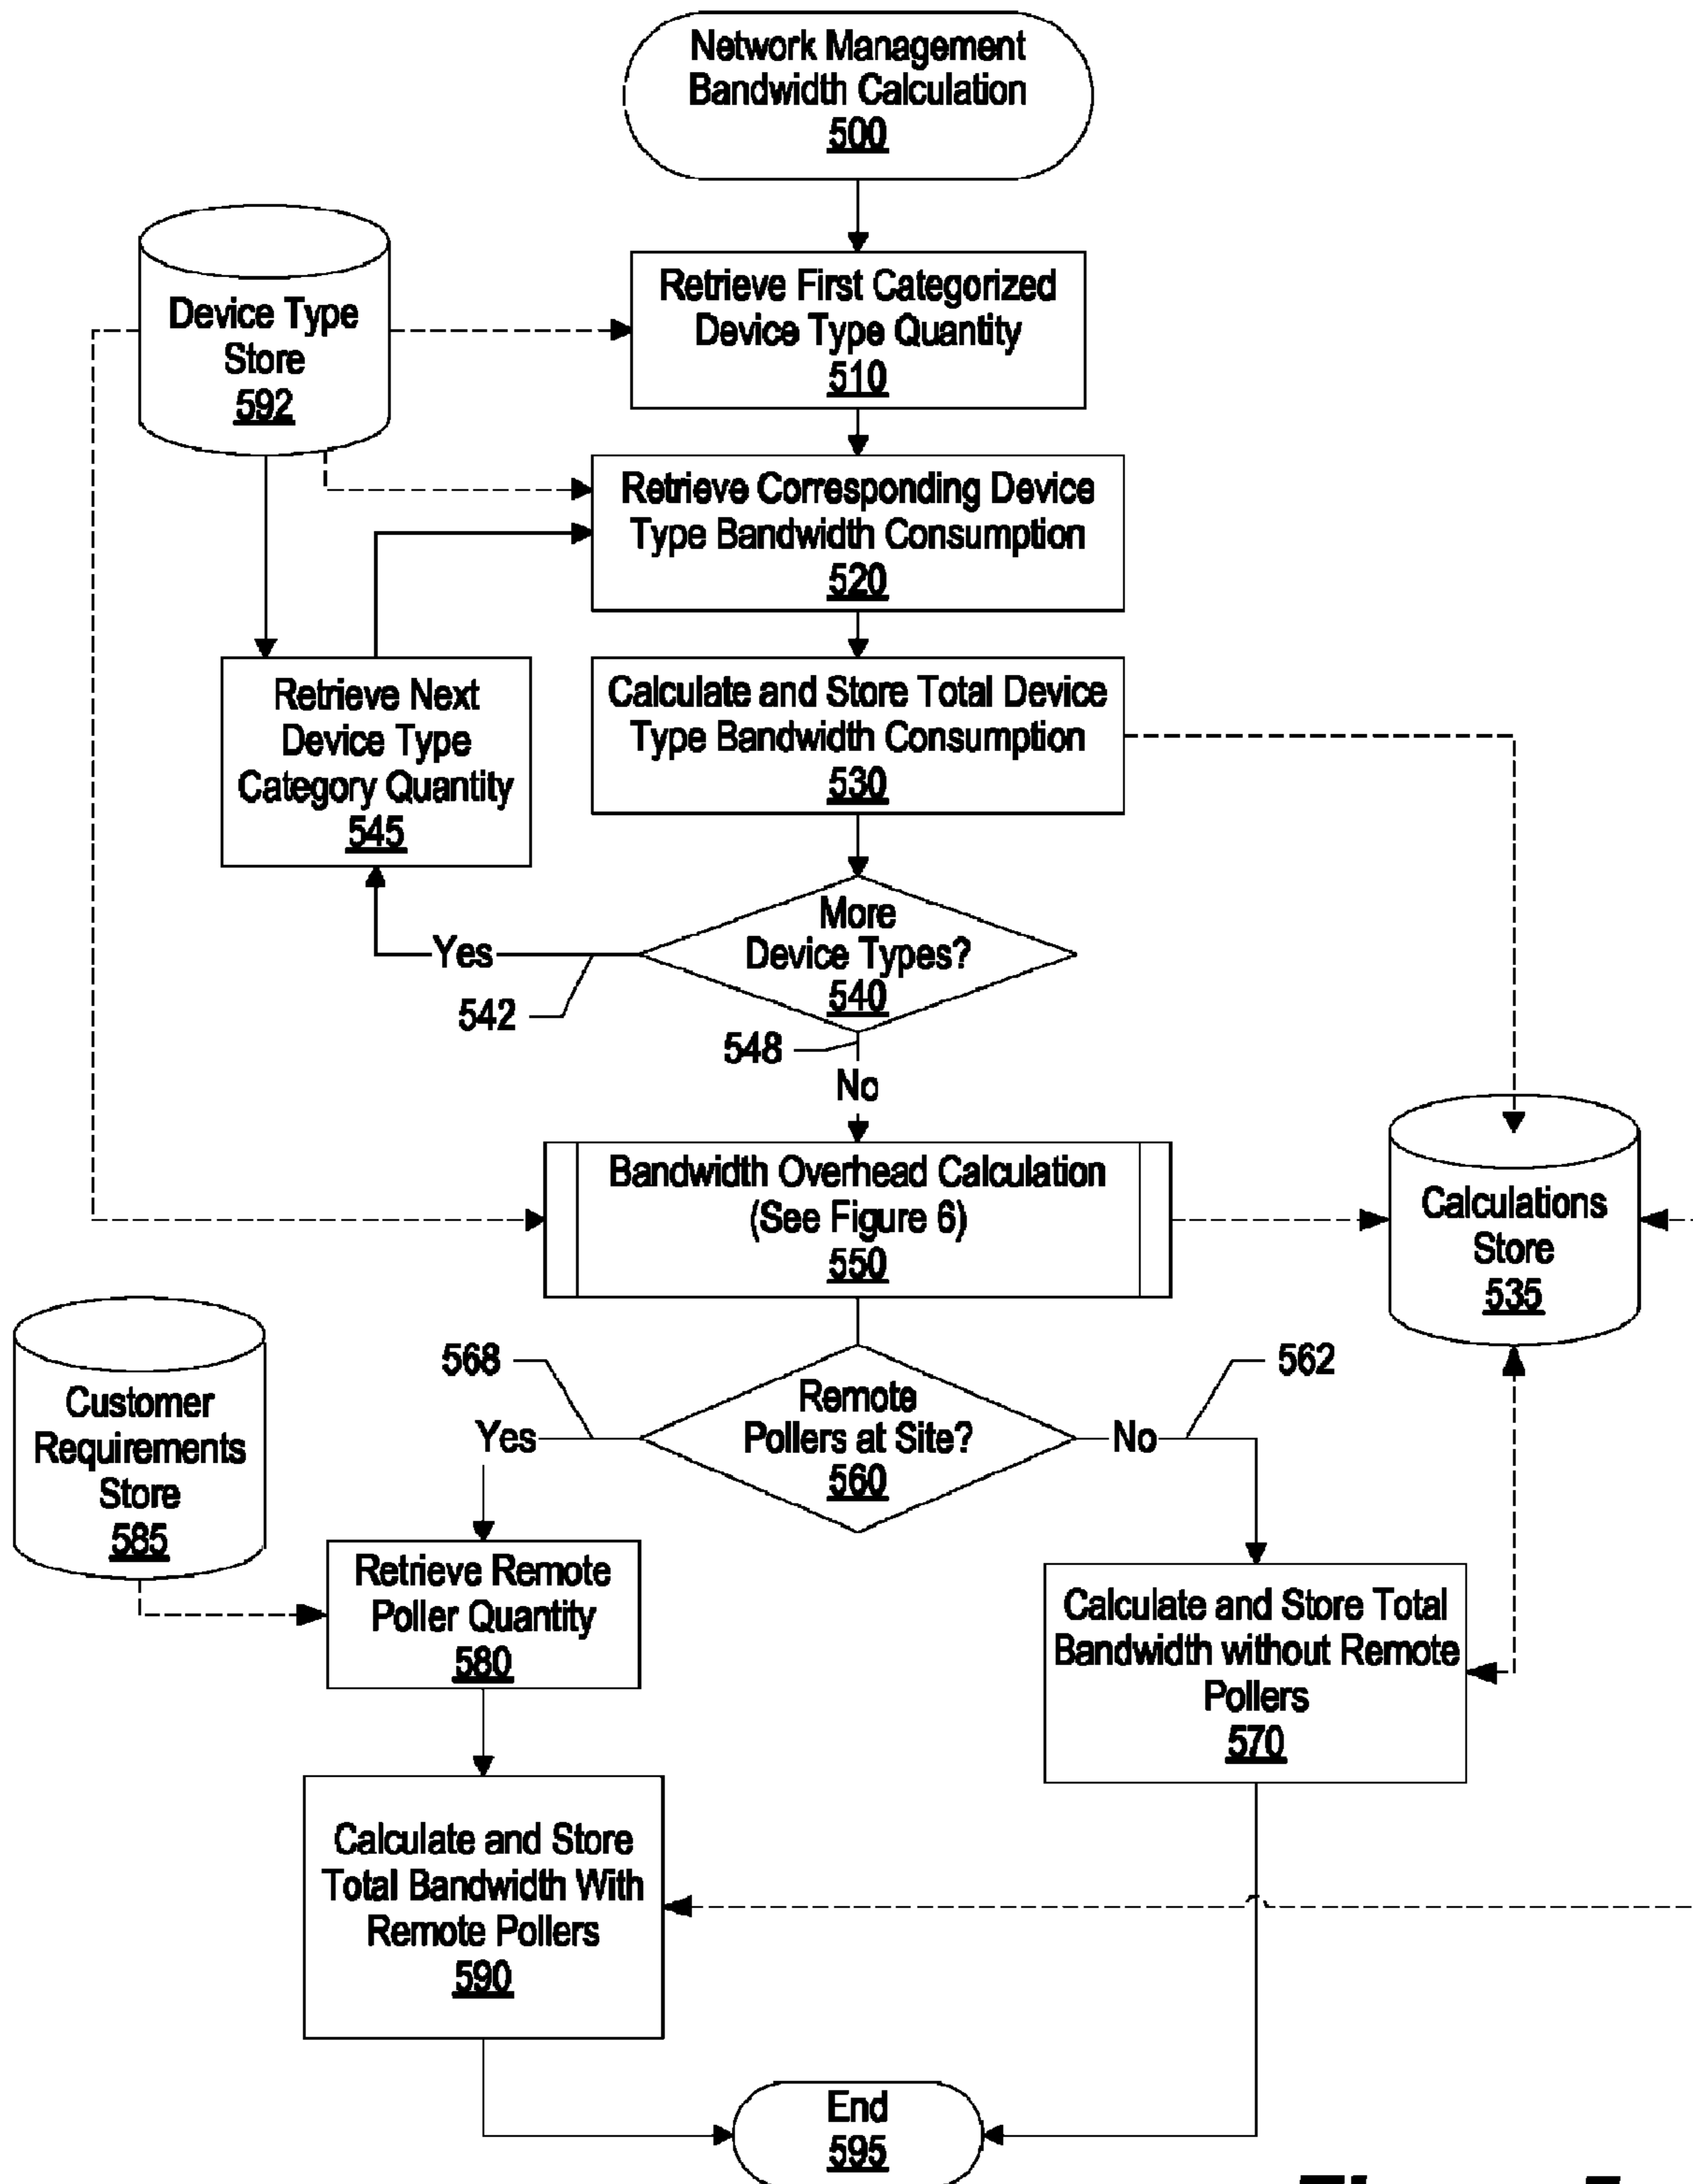 Network Management
Bandwidth Calculation
500
Device Type
Store
592
Retrieve First Categorized
Device Type Quantity
510
Retrieve Corresponding Device
Type Bandwidth Consumption
520
Retrieve Next
Device Type
Category Quantity
545
Calculate and Store Total Device
Type Bandwidth Consumption
530
More
Device Types?
540
Yes
542
548
No
Bandwidth Overhead Calculation
(See Figure 6)
550
Calculations
Store
535
Customer
Requirements
Store
585
568
562
Remote
Pollers at Site?
560
Yes
No
Retrieve Remote
Poller Quantity
580
Calculate and Store Total
Bandwidth without Remote
Pollers
570
Calculate and Store
Total Bandwidth With
Remote Pollers
590
End
595